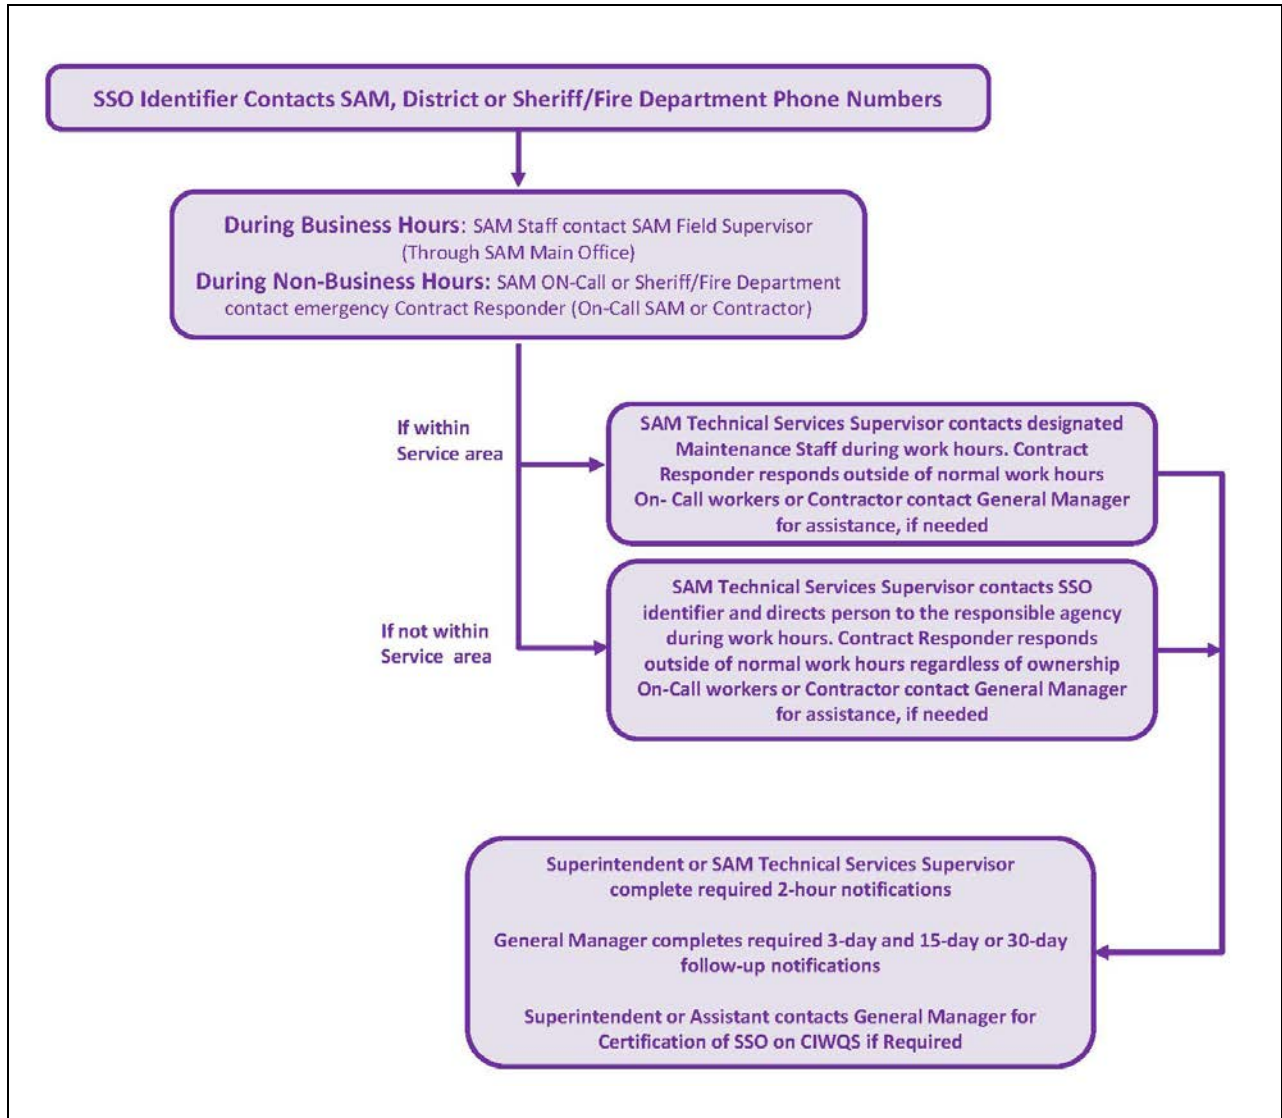 SSO Identifier Contacts SAM, District or Sheriff/Fire Department Phone Numbers
During Business Hours: SAM Staff contact SAM Field Supervisor
(Through SAM Main Office)
During Non-Business Hours: SAM ON-Call or Sheriff/Fire Department
contact emergency Contract Responder (On-Call SAM or Contractor)
If within
Service area
SAM Technical Services Supervisor contacts designated
Maintenance Staff during work hours. Contract
Responder responds outside of normal work hours
On- Call workers or Contractor contact General Manager
for assistance, if needed
If not within
Service area
SAM Technical Services Supervisor contacts SSO
identifier and directs person to the responsible agency
during work hours. Contract Responder responds
outside of normal work hours regardless of ownership
On-Call workers or Contractor contact General Manager
for assistance, if needed
Superintendent or SAM Technical Services Supervisor
complete required 2-hour notifications
General Manager completes required 3-day and 15-day or 30-day
follow-up notifications
Superintendent or Assistant contacts General Manager for
Certification of SSO on CIWQS if Required